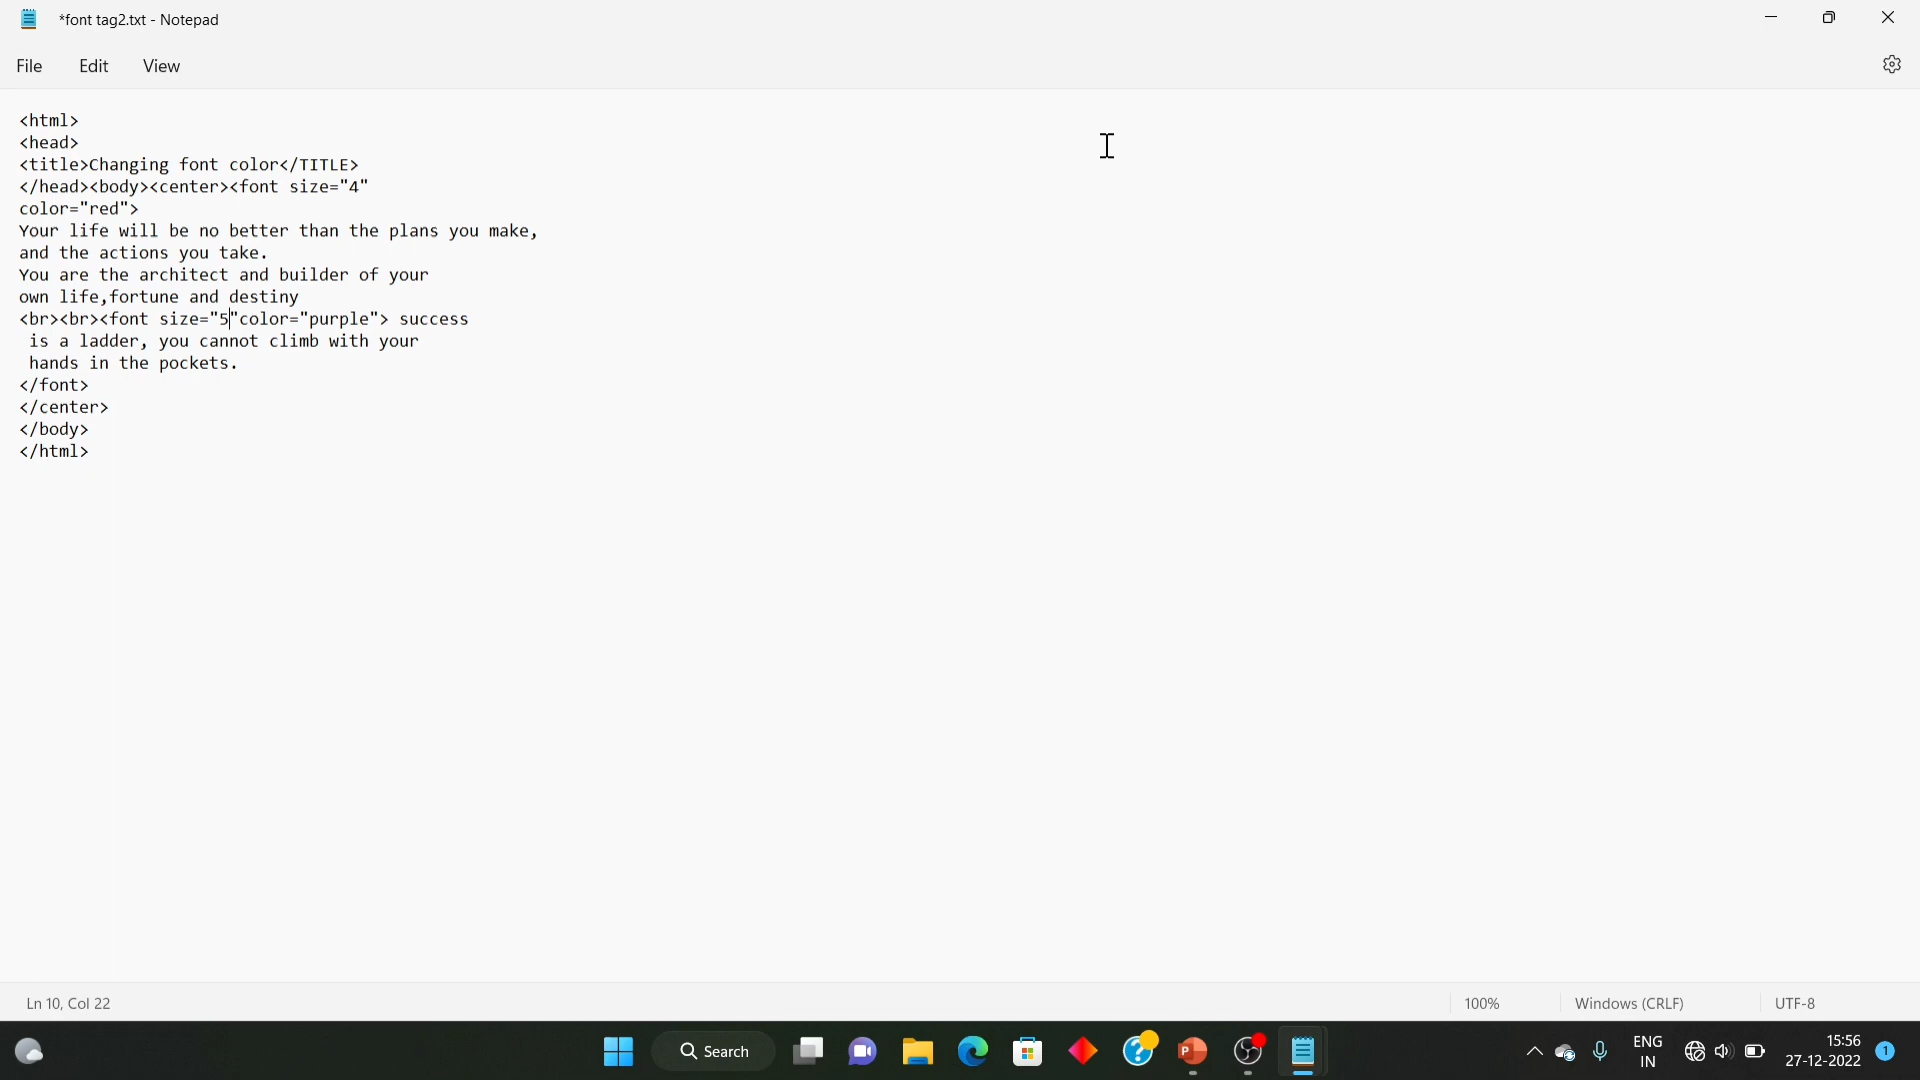 *font tag2.txt - Notepad
File Edit View
<html>
<head>
<title>Changing font color</TITLE>
</head><body><center><font size="4"
color="red">
Your life will be no better than the plans you make,
and the actions you take.
You are the architect and builder of your
own life,fortune and destiny
<br><br><font size="5"color="purple"> success
 is a ladder, you cannot climb with your
 hands in the pockets.
</font>
</center>
</body>
</html>
Ln 10, Col 22 100% Windows (CRLF) UTF-8
Search
ENG
IN
15:56
27-12-2022
1